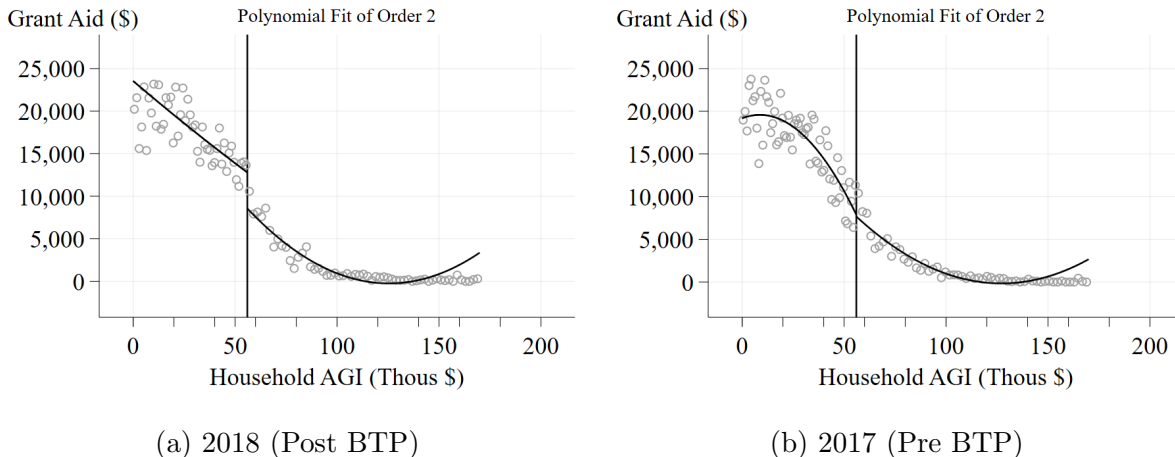 Polynomial Fit of Order 2
Grant Aid ($)
25,000
20,000
15,000
10,000
5,000
0
0 50 100 150 200
Household AGI (Thous $)
(a) 2018 (Post BTP)
Polynomial Fit of Order 2
Grant Aid ($)
25,000
20,000
15,000
10,000
5,000
0
0 50 100 150 200
Household AGI (Thous $)
(b) 2017 (Pre BTP)